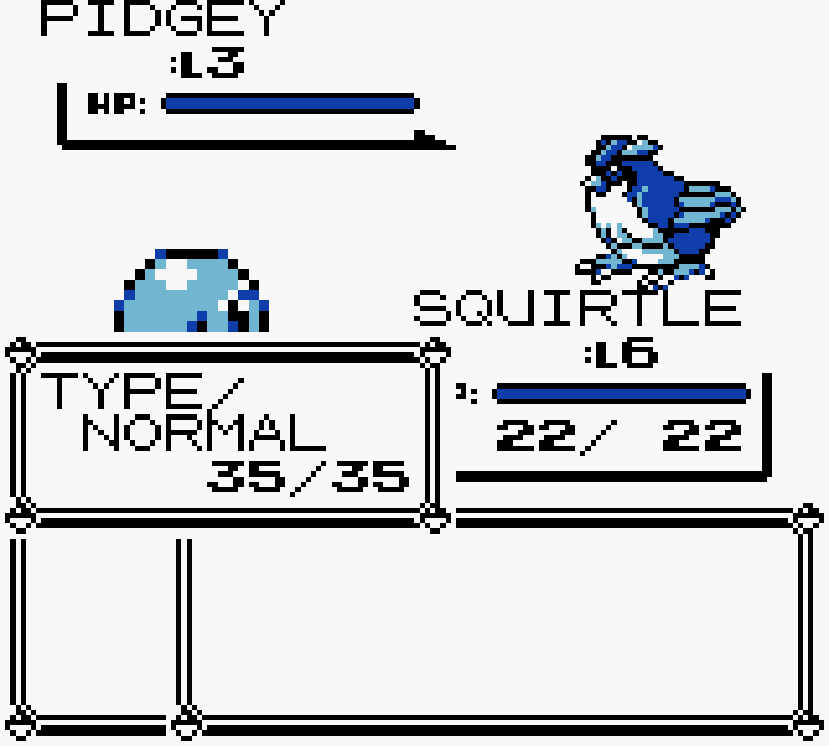 PIDGEY
:L3
HP:
SQUIRTLE
:L6
:
22/ 22
TYPE/
NORMAL
35/35